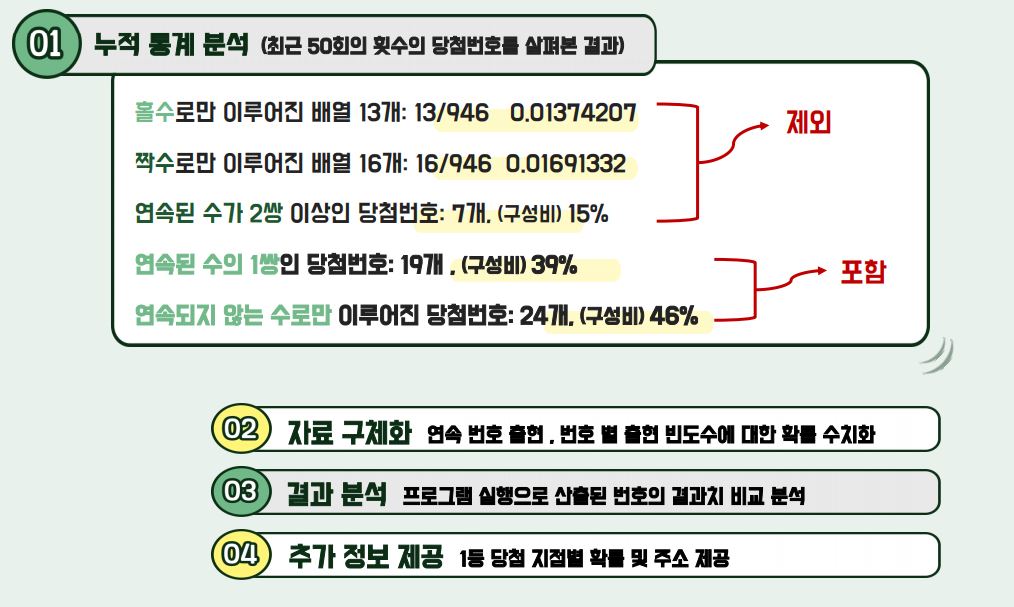 01 누적 통계 분석 (최근 50회의 횟수의 당첨번호를 살펴본 결과)
홀수로만 이루어진 배열 13개: 13/946 0.01374207
짝수로만 이루어진 배열 16개: 16/946 0.01691332
연속된 수가 2쌍 이상인 당첨번호: 7개, (구성비) 15%
제외
연속된 수의 1쌍인 당첨번호: 19개 , (구성비) 39%
연속되지 않는 수로만 이루어진 당첨번호: 24개, (구성비) 46%
포함
02 자료 구체화 연속 번호 출현 , 번호 별 출현 빈도수에 대한 확률 수치화
03 결과 분석 프로그램 실행으로 산출된 번호의 결과치 비교 분석
04 추가 정보 제공 1등 당첨 지점별 확률 및 주소 제공